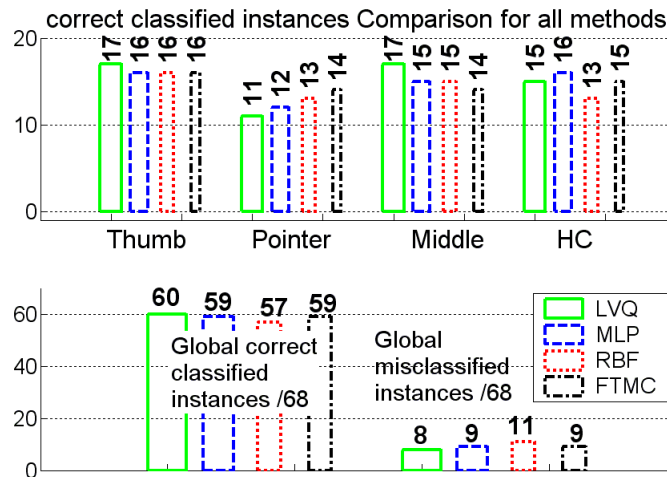 correct classified instances Comparison for all methods
20
10
0
17
16
16
16
11
12
13
14
17
15
15
14
15
16
13
15
Thumb
Pointer
Middle
HC
60
40
20
0
60
59
57
59
Global correct
classified
instances /68
Global
misclassified
instances /68
8
9
11
9
LVQ
MLP
RBF
FTMC